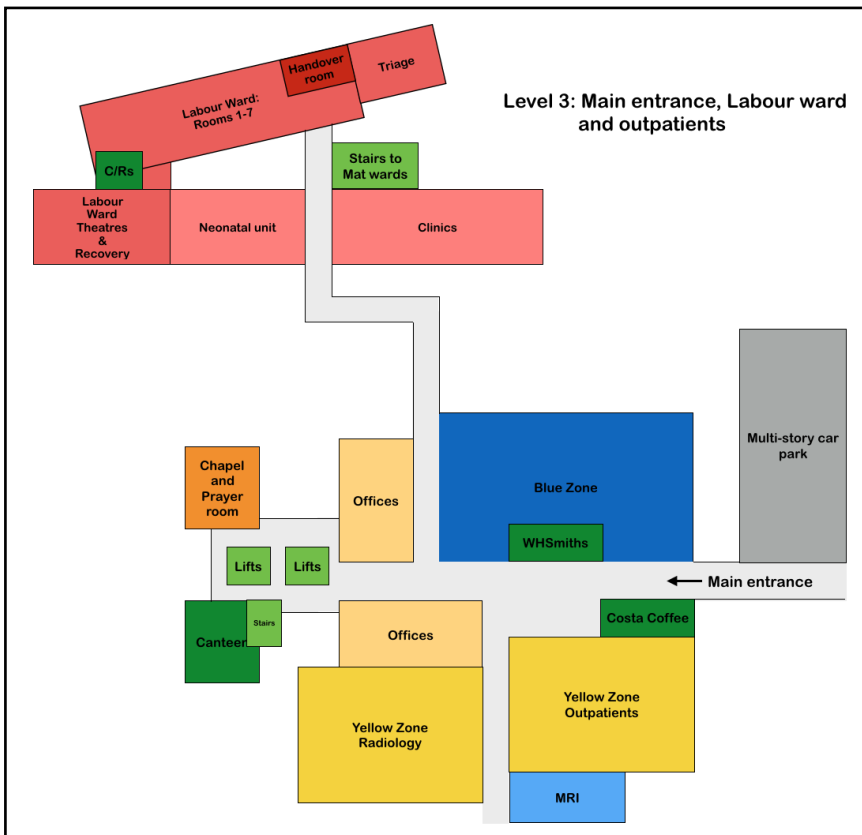 Handover
room
Triage
Labour Ward:
Rooms 1-7
Level 3: Main entrance, Labour ward
and outpatients
C/Rs
Stairs to
Mat wards
Labour
Ward
Theatres
&
Recovery
Neonatal unit
Clinics
Multi-story car
park
Chapel
and
Prayer
room
Offices
Blue Zone
WHSmiths
Lifts
Lifts
Main entrance
Stairs
Canteen
Offices
Costa Coffee
Yellow Zone
Outpatients
Yellow Zone
Radiology
MRI